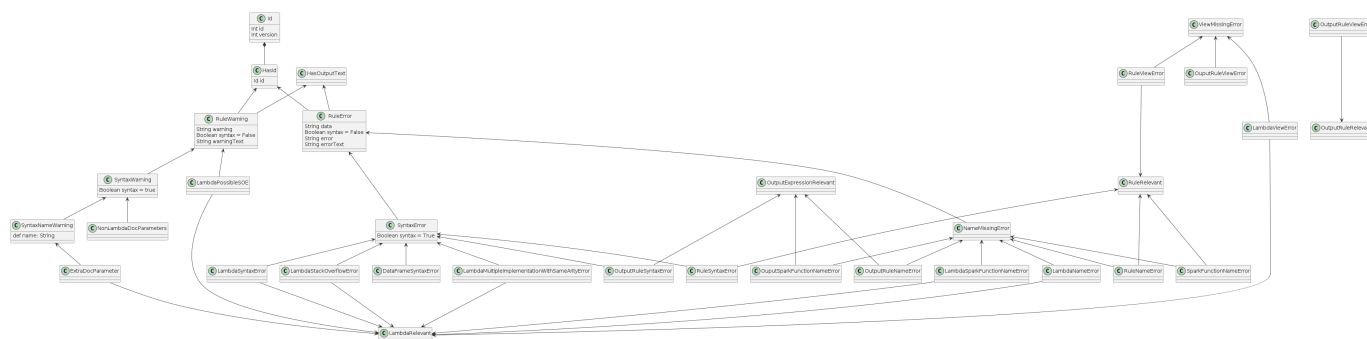 C Id
Int id
Int version
C ViewMissingError
C OutputRuleViewErr
C HasId
Id id
C HasOutputText
C RuleViewError
C OuputRuleViewError
C RuleWarning
String warning
Boolean syntax = False
String warningText
C RuleError
String data
Boolean syntax = False
String error
String errorText
C LambdaViewError
C OutputRuleRelevar
C SyntaxWarning
Boolean syntax = true
C LambdaPossibleSOE
C OutputExpressionRelevant
C RuleRelevant
C SyntaxNameWarning
def name: String
C NonLambdaDocParameters
C SyntaxError
Boolean syntax = True
C NameMissingError
C ExtraDocParameter
C LambdaSyntaxError
C LambdaStackOverflowError
C DataFrameSyntaxError
C LambdaMultipleImplementationWithSameArityError
C OutputRuleSyntaxError
C RuleSyntaxError
C OuputSparkFunctionNameError
C OutputRuleNameError
C LambdaSparkFunctionNameError
C LambdaNameError
C RuleNameError
C SparkFunctionNameError
C LambdaRelevant